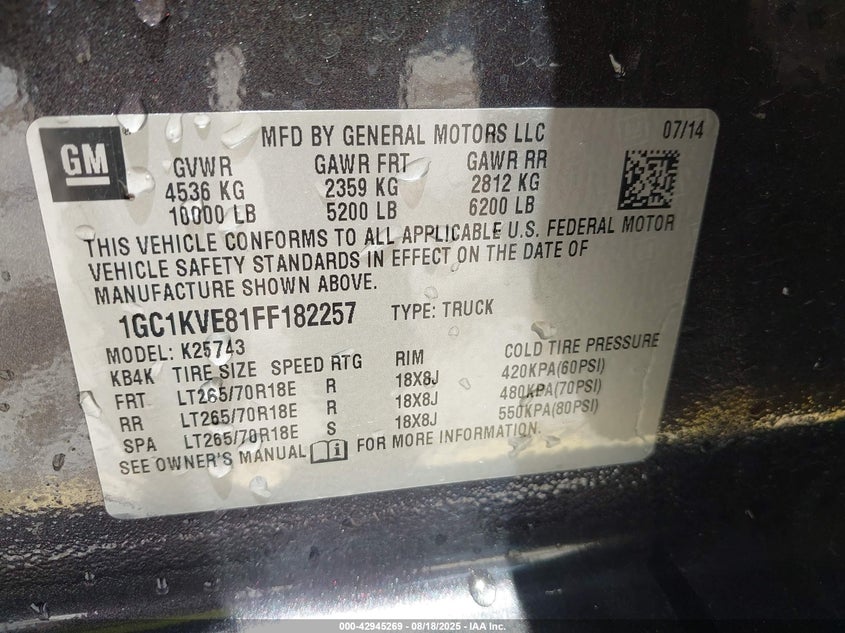 GM
MFD BY GENERAL MOTORS LLC 07/14
GVWR GAWR FRT GAWR RR
4536 KG 2359 KG 2812 KG
10000 LB 5200 LB 6200 LB
THIS VEHICLE CONFORMS TO ALL APPLICABLE U.S. FEDERAL MOTOR
VEHICLE SAFETY STANDARDS IN EFFECT ON THE DATE OF
MANUFACTURE SHOWN ABOVE.
1GC1KVE81FF182257 TYPE: TRUCK
MODEL: K25743
KB4K TIRE SIZE SPEED RTG RIM COLD TIRE PRESSURE
FRT LT265/70R18E R 18X8J 420KPA(60PSI)
RR LT265/70R18E R 18X8J 480KPA(70PSI)
SPA LT265/70R18E S 18X8J 550KPA(80PSI)
SEE OWNER'S MANUAL FOR MORE INFORMATION.
000-42945269 - 08/18/2025 - IAA Inc.